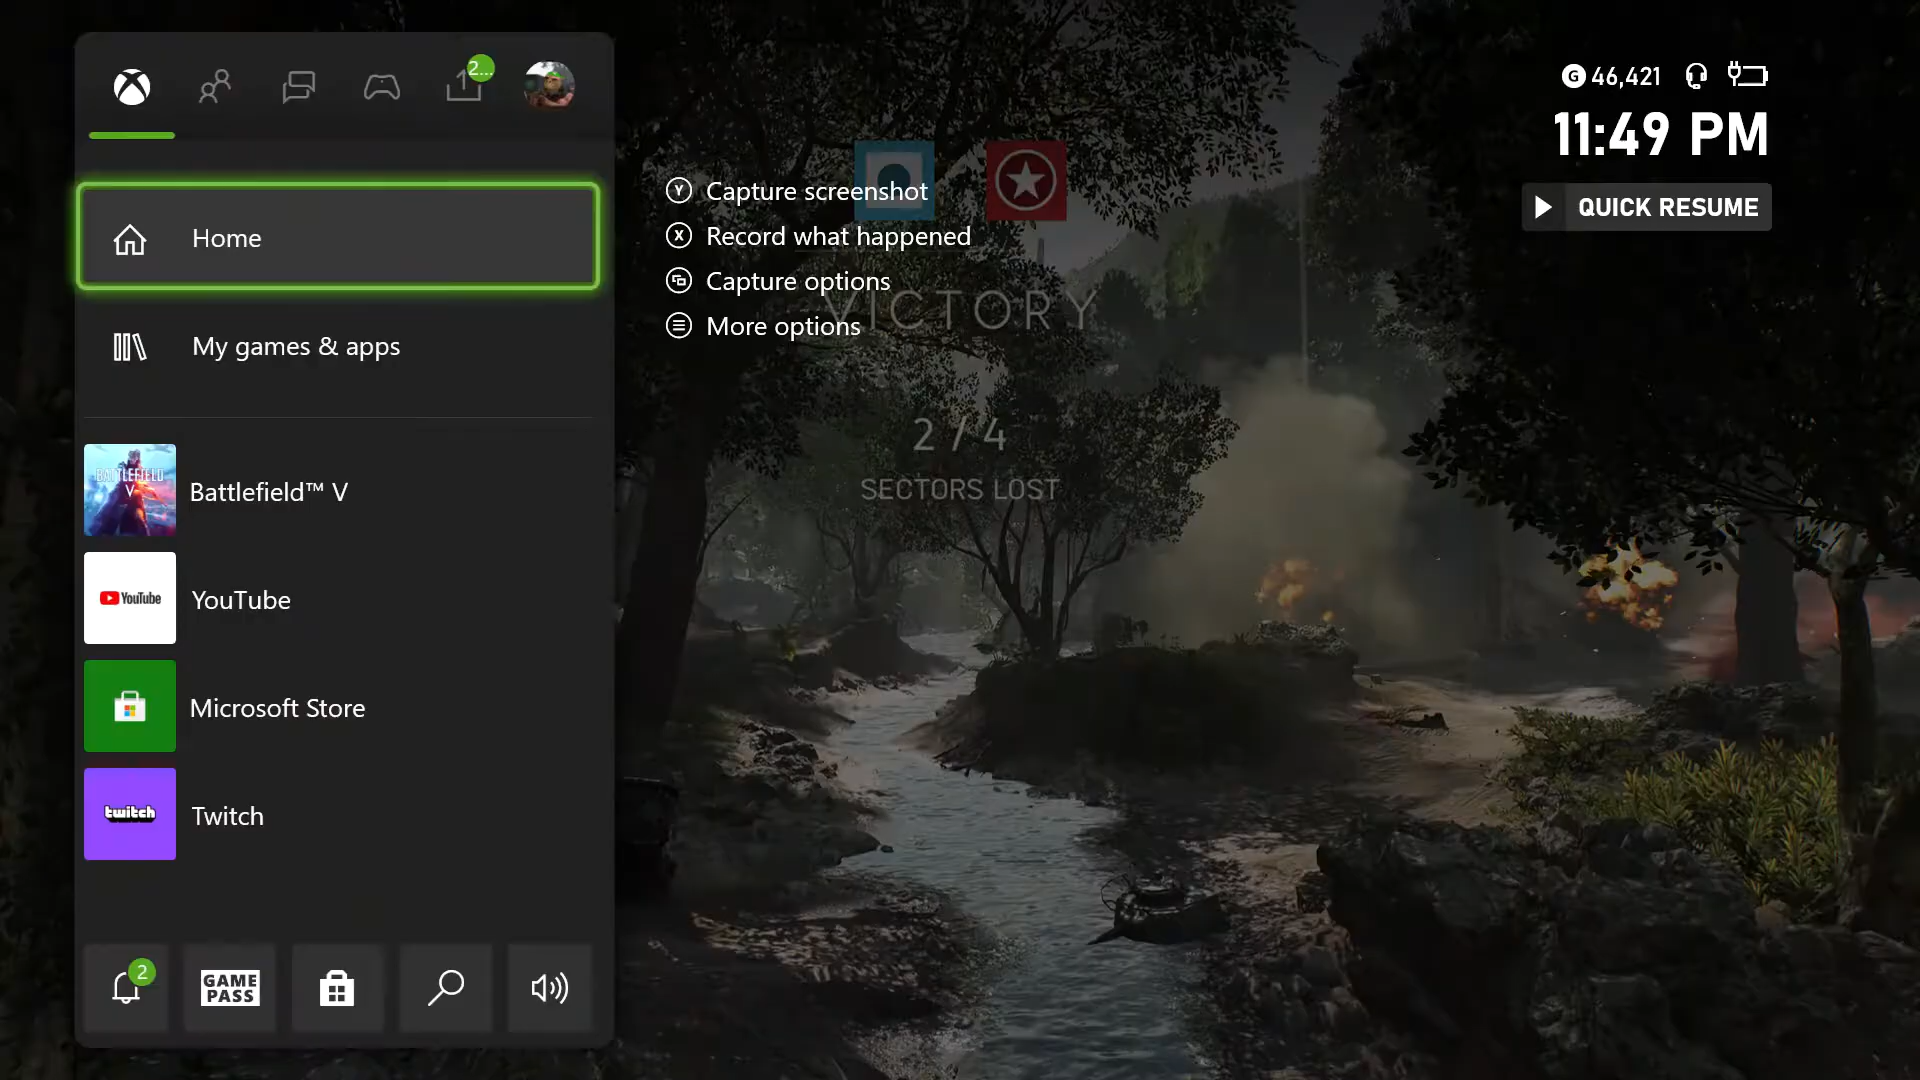 2...
G 46,421
11:49 PM
QUICK RESUME
Home
My games & apps
Y Capture screenshot
X Record what happened
Capture options
More options
VICTORY
2 / 4
SECTORS LOST
BATTLEFIELD
V
Battlefield™ V
YouTube
YouTube
Microsoft Store
twitch
Twitch
2
GAME
PASS